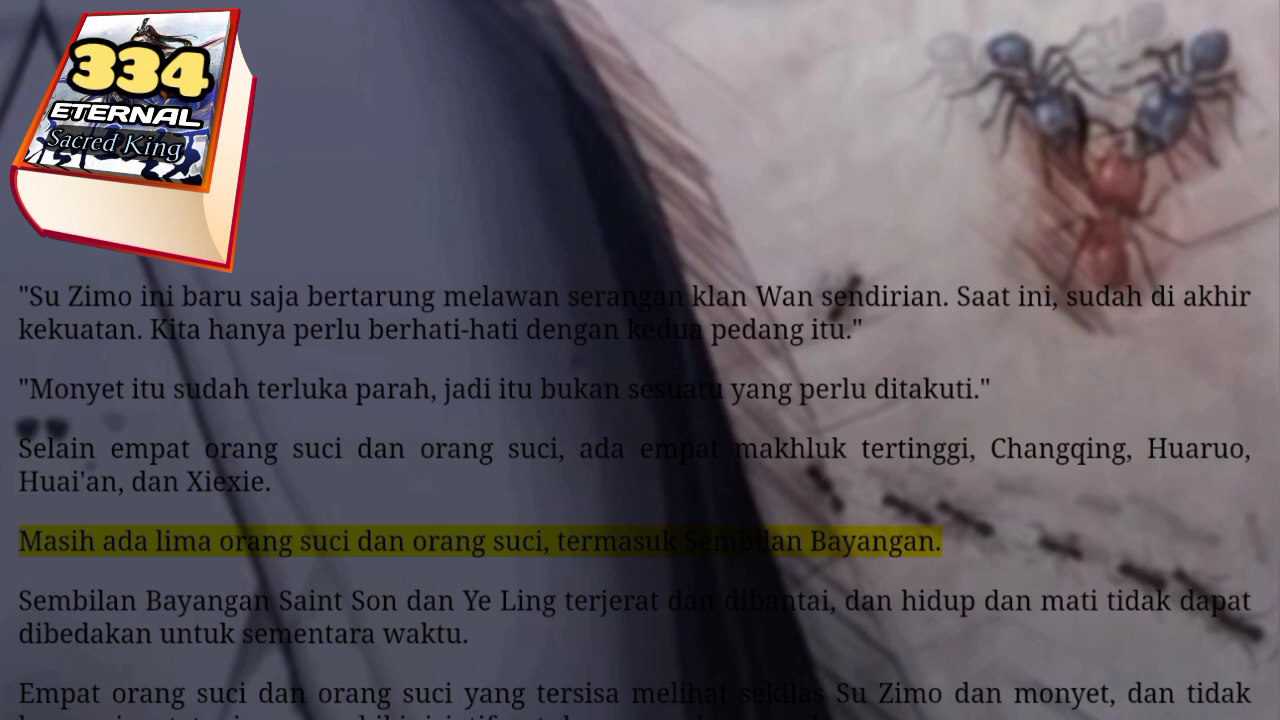 334
ETERNAL
Sacred King
"Su Zimo ini baru saja bertarung melawan serangan klan Wan sendirian. Saat ini, sudah di akhir
kekuatan. Kita hanya perlu berhati-hati dengan kedua pedang itu."
"Monyet itu sudah terluka parah, jadi itu bukan sesuatu yang perlu ditakuti."
Selain empat orang suci dan orang suci, ada empat makhluk tertinggi, Changqing, Huaruo,
Huai'an, dan Xiexie.
Masih ada lima orang suci dan orang suci, termasuk Sembilan Bayangan.
Sembilan Bayangan Saint Son dan Ye Ling terjerat dan dibantai, dan hidup dan mati tidak dapat
dibedakan untuk sementara waktu.
Empat orang suci dan orang suci yang tersisa melihat sekilas Su Zimo dan monyet, dan tidak